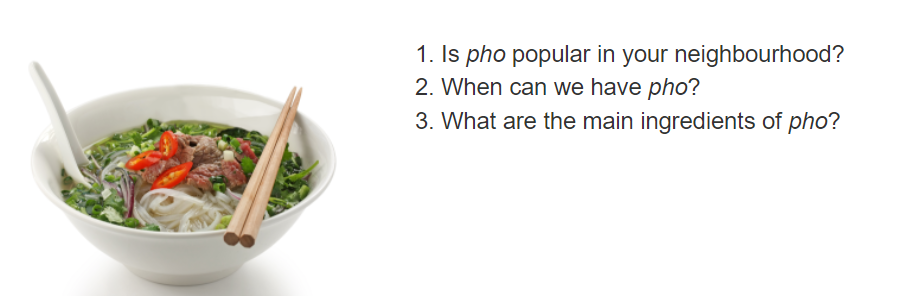 1. Is pho popular in your neighbourhood?
2. When can we have pho?
3. What are the main ingredients of pho?